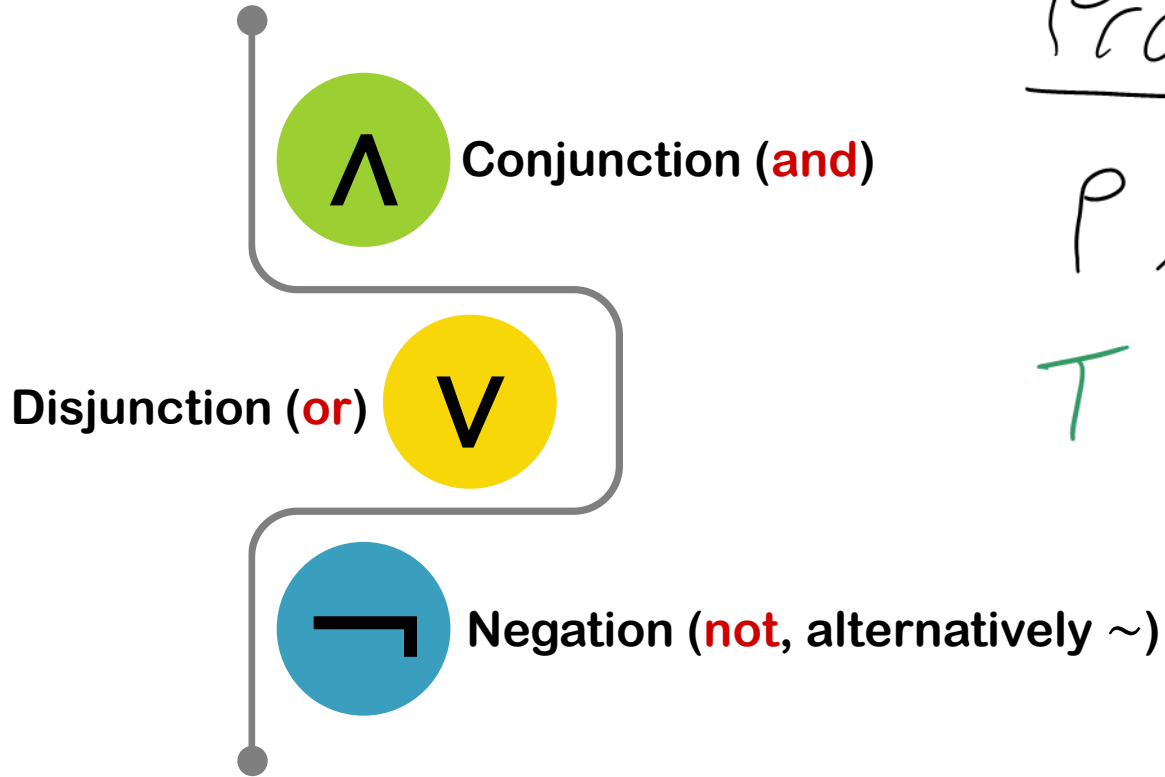 ∧ Conjunction (and)
P
Disjunction (or) ∨
T
¬ Negation (not, alternatively ~)